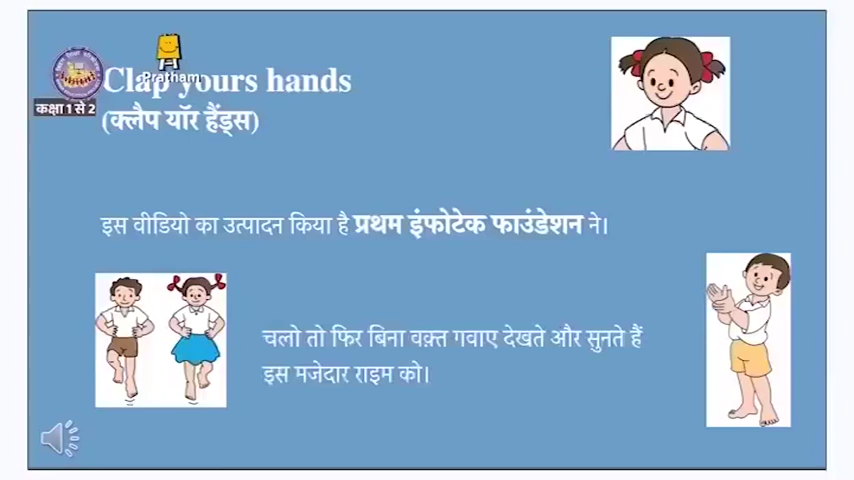 Pratham
Clap yours hands
कक्षा 1 से 2
(क्लैप यॉर हैंड्स)
इस वीडियो का उत्पादन किया है प्रथम इंफोटेक फाउंडेशन ने।
चलो तो फिर बिना वक़्त गवाए देखते और सुनते हैं
इस मजेदार राइम को।